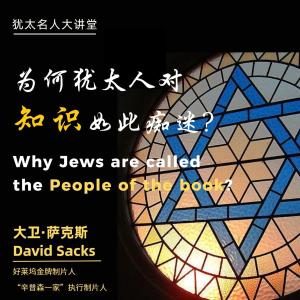 犹太名人大讲堂
为何犹太人对
知识如此痴迷?
Why Jews are called
the People of the book?
大卫·萨克斯
David Sacks
好莱坞金牌制片人
“辛普森一家”执行制片人